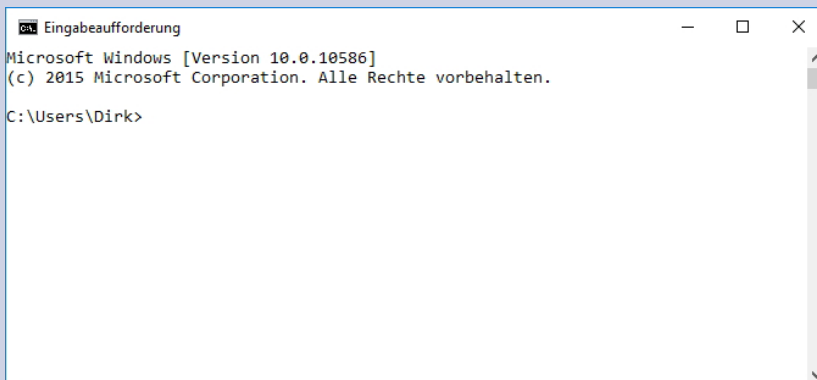 Eingabeaufforderung
Microsoft Windows [Version 10.0.10586]
(c) 2015 Microsoft Corporation. Alle Rechte vorbehalten.
C:\Users\Dirk>